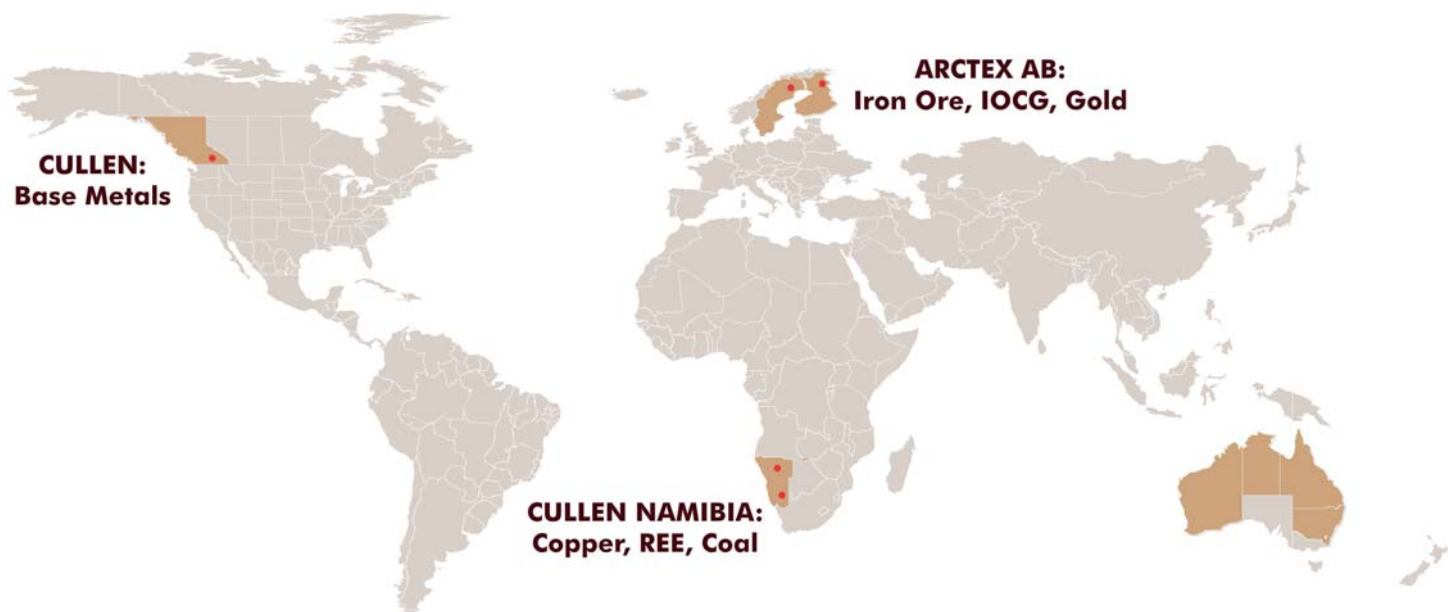 ARCTEX AB:
Iron Ore, IOCG, Gold
CULLEN:
Base Metals
CULLEN NAMIBIA:
Copper, REE, Coal